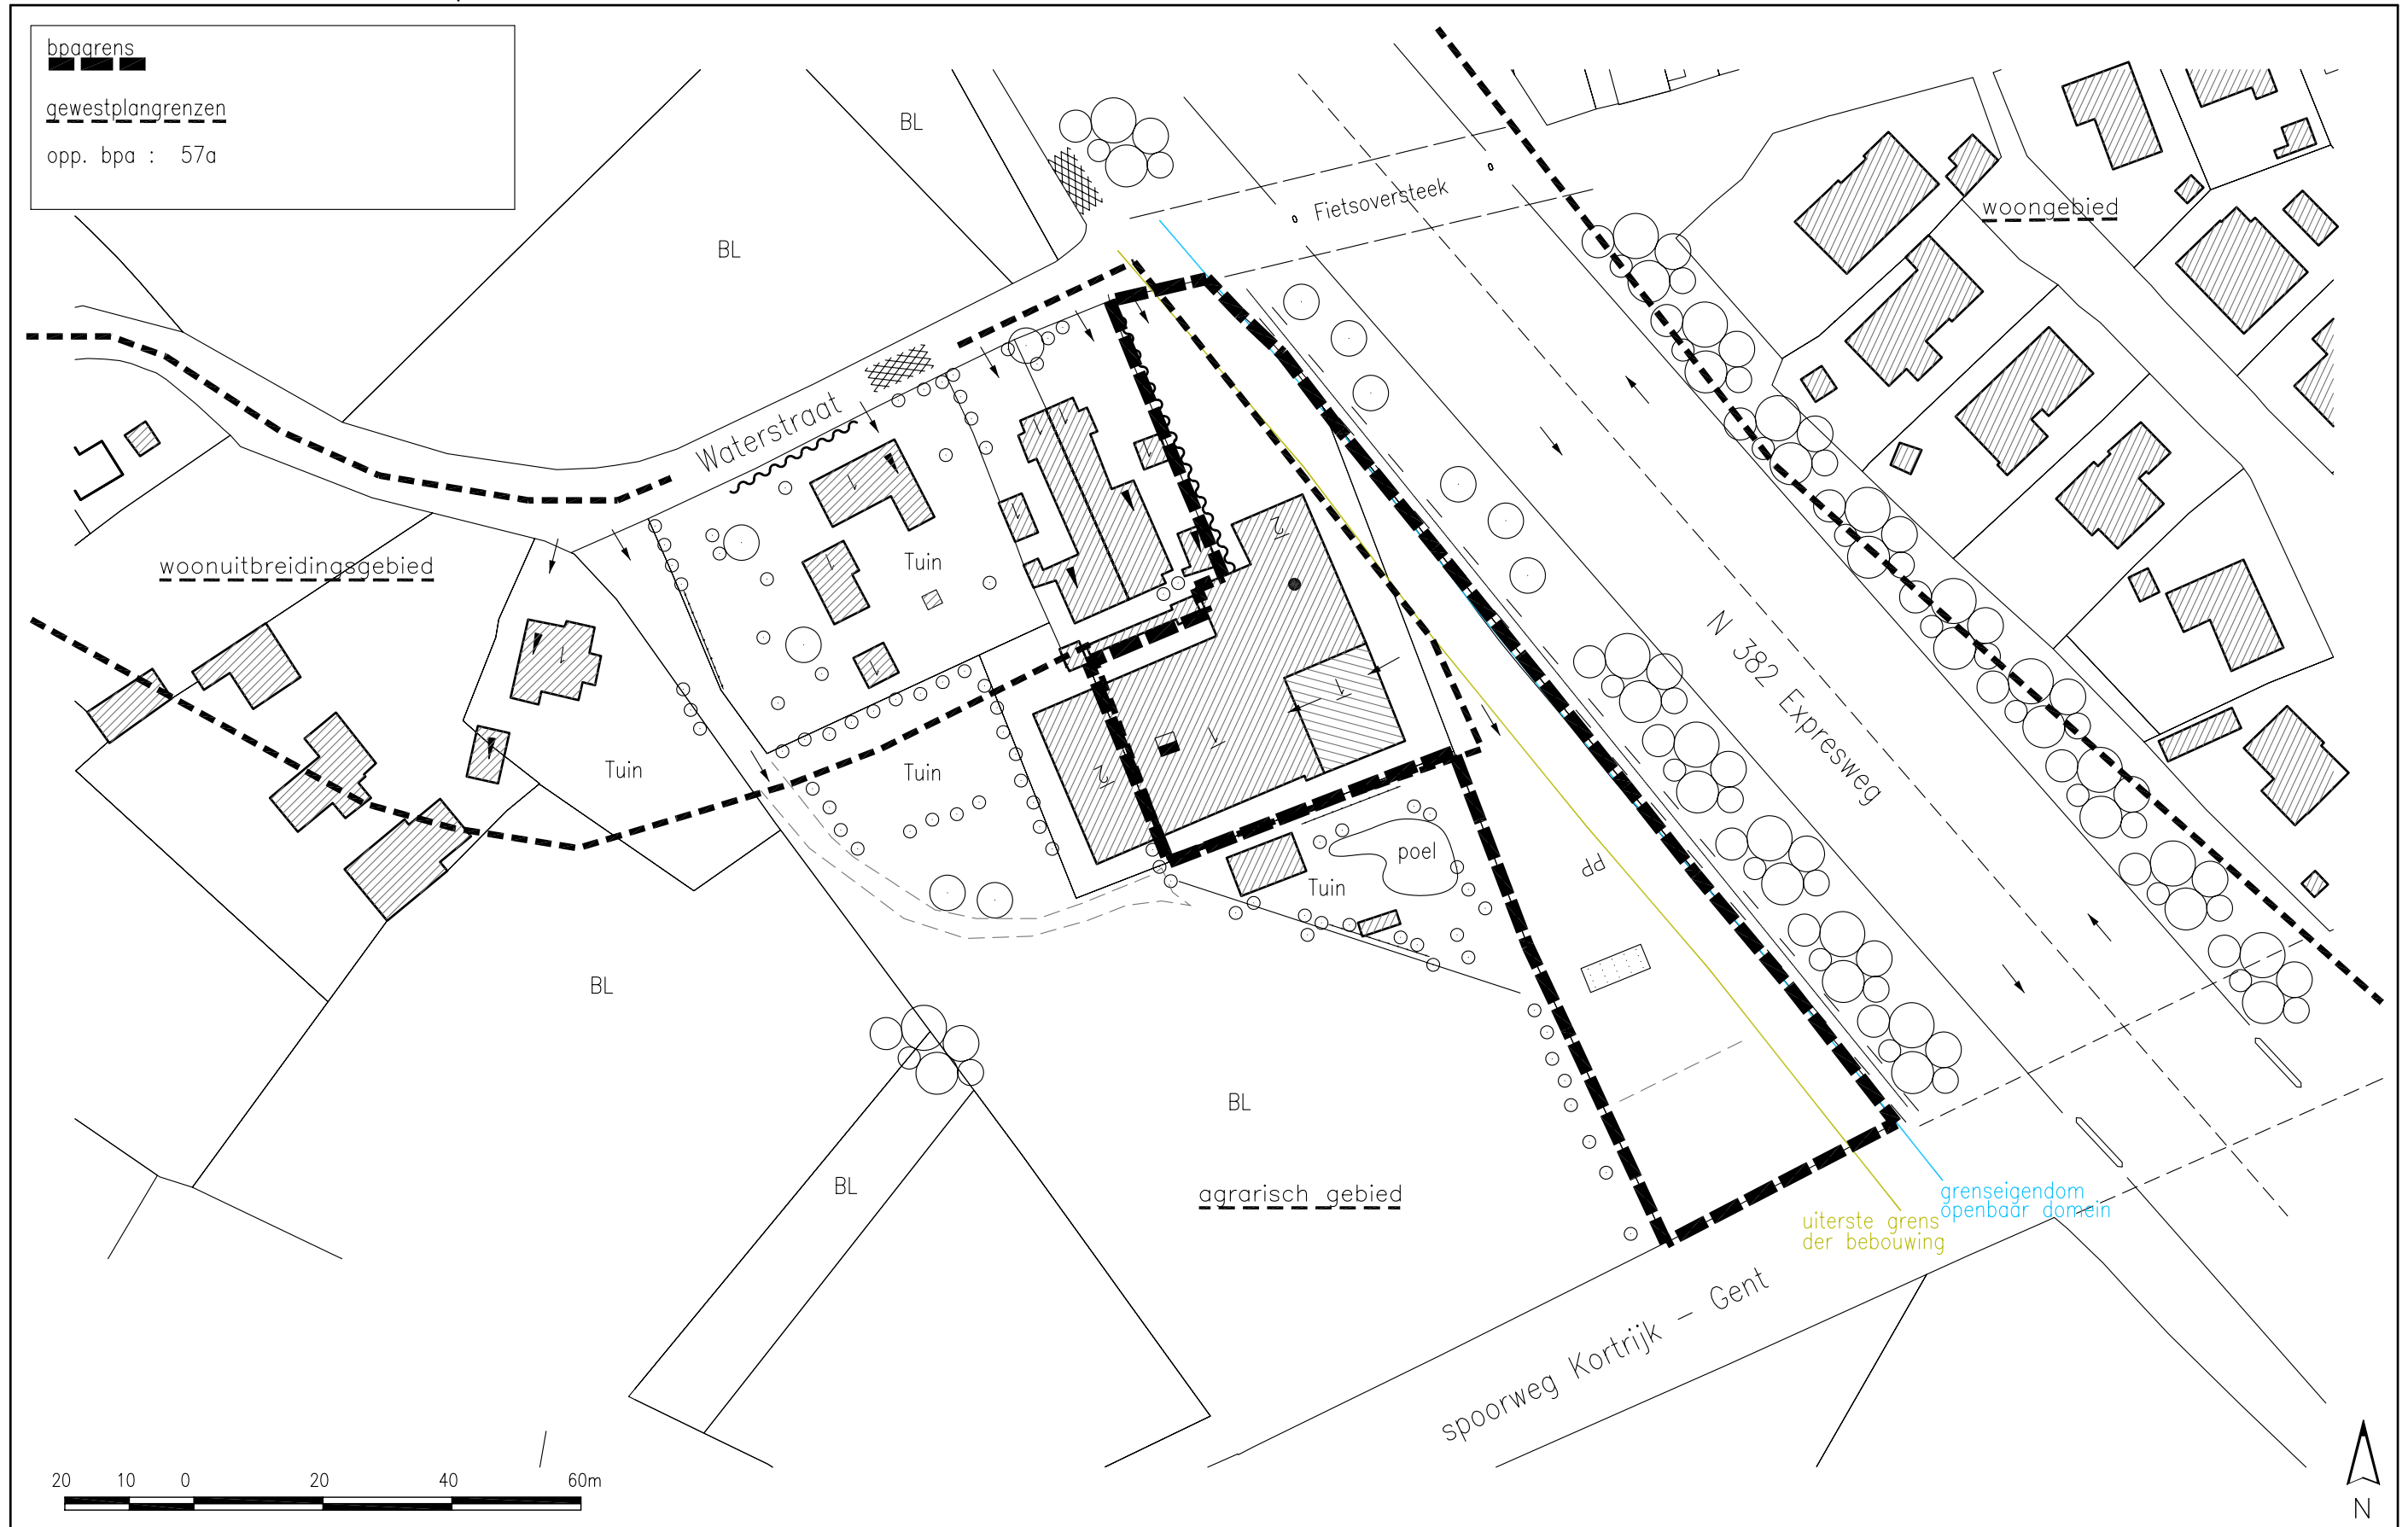 bpagrens
gewestplangrenzen
opp. bpa : 57a
BL
BL
Fietsoversteek
woongebied
Waterstraat
woonuitbreidingsgebied
Tuin
N 382 Expresweg
Tuin
Tuin
poel
Tuin
PP
BL
BL
BL
agrarisch gebied
grenseigendom
openbaar domein
uiterste grens
der bebouwing
spoorweg Kortrijk - Gent
20 10 0 20 40 60m
N